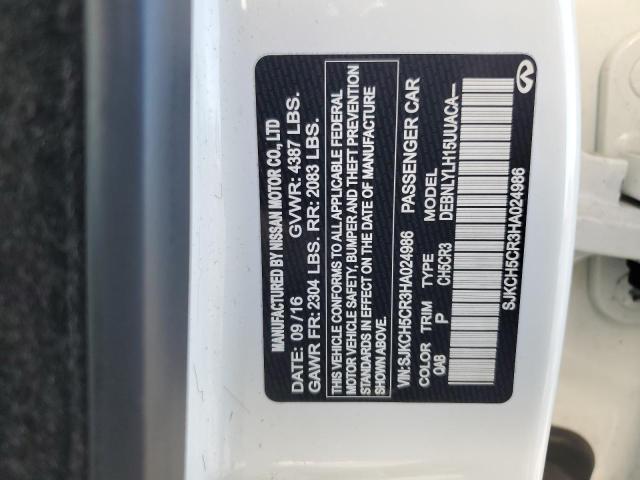 MANUFACTURED BY NISSAN MOTOR CO., LTD
DATE: 09/16 GVWR: 4387 LBS.
GAWR FR: 2304 LBS. RR: 2083 LBS.
THIS VEHICLE CONFORMS TO ALL APPLICABLE FEDERAL
MOTOR VEHICLE SAFETY, BUMPER AND THEFT PREVENTION
STANDARDS IN EFFECT ON THE DATE OF MANUFACTURE
SHOWN ABOVE.
VIN: SJKCH5CR3HA024986 PASSENGER CAR
COLOR TRIM TYPE MODEL
QAB P CH5CR3 DEBNLYLH15UUACA—
SJKCH5CR3HA024986